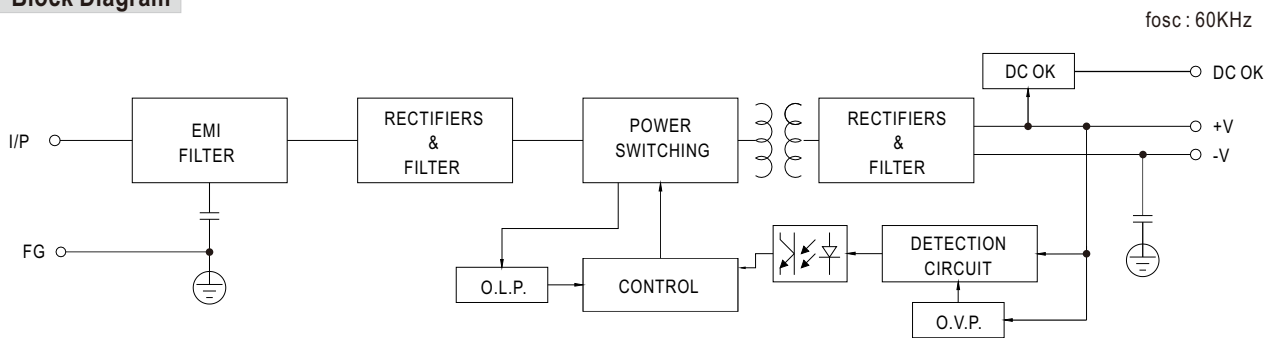 Block Diagram
fosc : 60KHz
DC OK
DC OK
I/P
EMI
FILTER
RECTIFIERS
&
FILTER
POWER
SWITCHING
RECTIFIERS
&
FILTER
+V
-V
FG
O.L.P.
CONTROL
DETECTION
CIRCUIT
O.V.P.